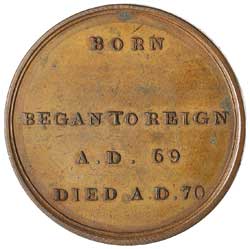 BORN
BEGAN TO REIGN
A.D. 69
DIED A.D. 70